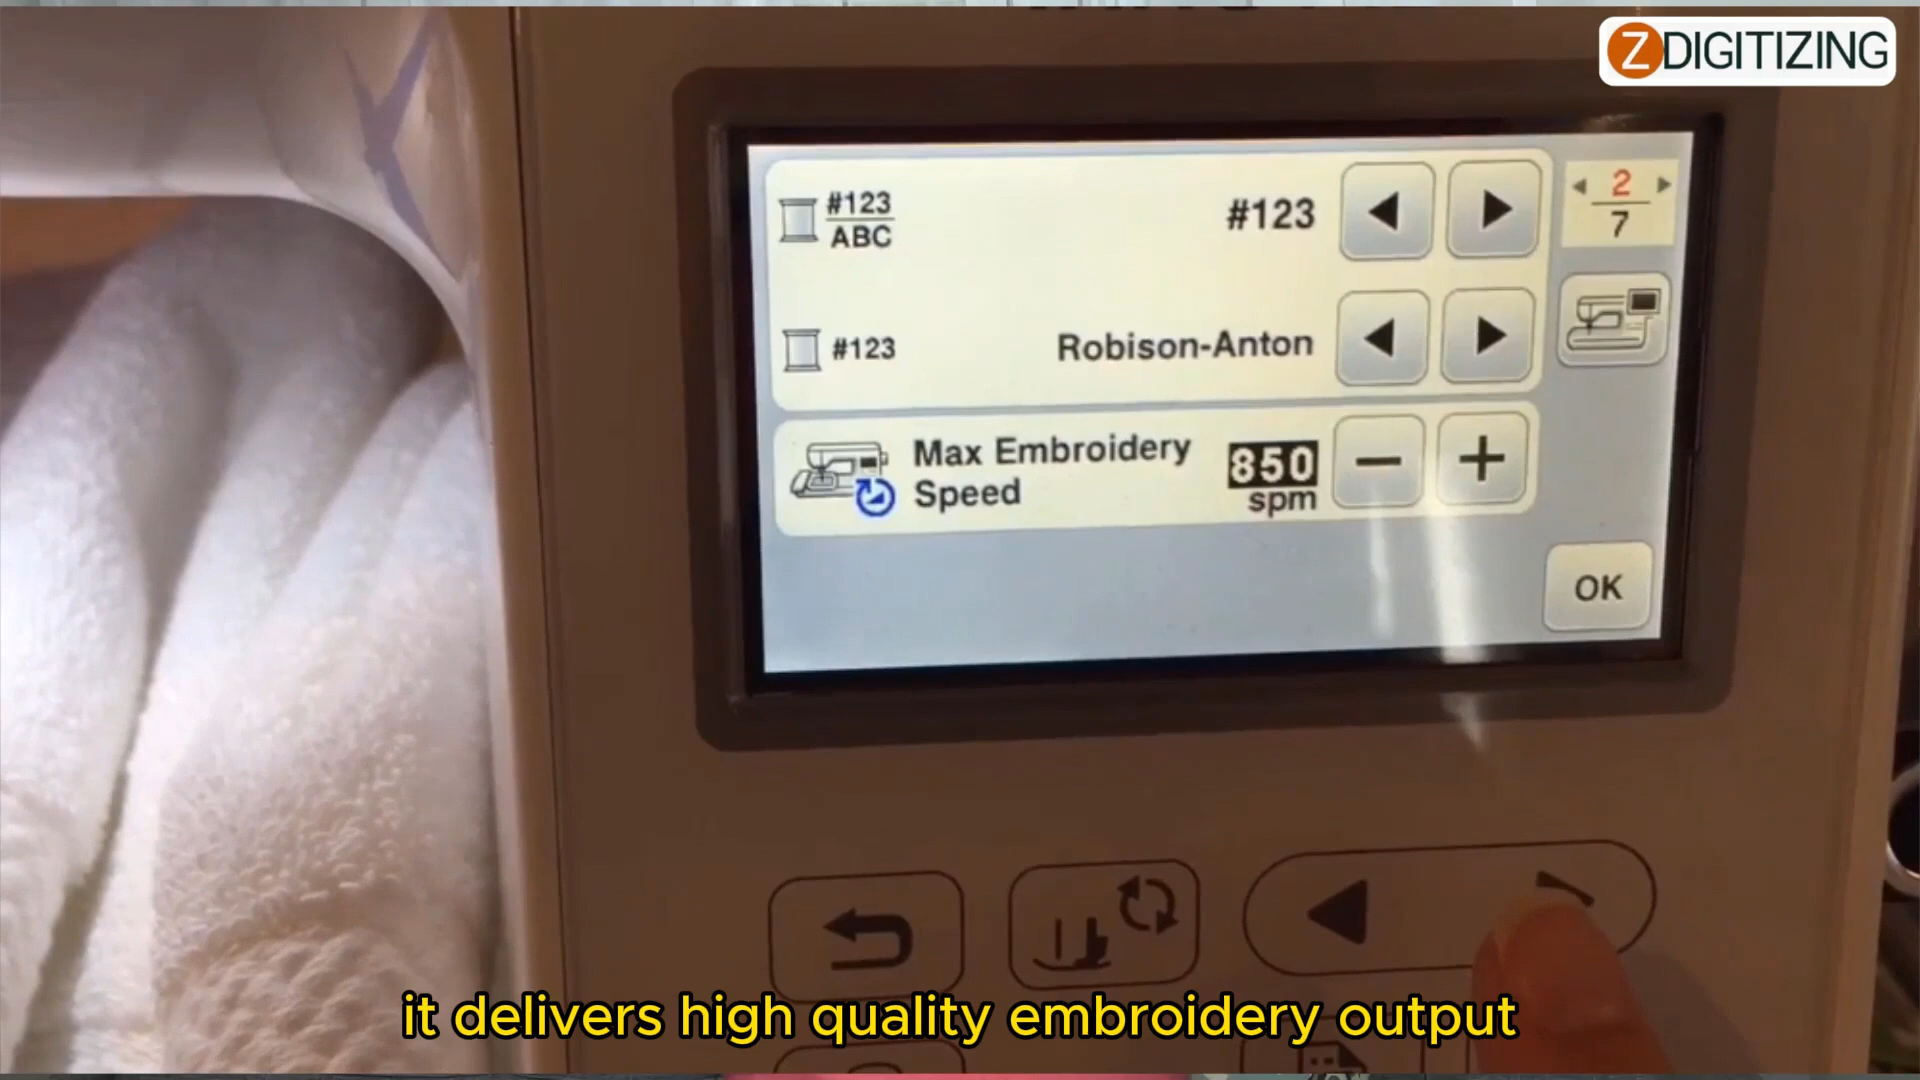 ZDIGITIZING
#123
ABC
#123
2
7
#123
Robison-Anton
Max Embroidery
Speed
850
sppm
OK
it delivers high quality embroidery output